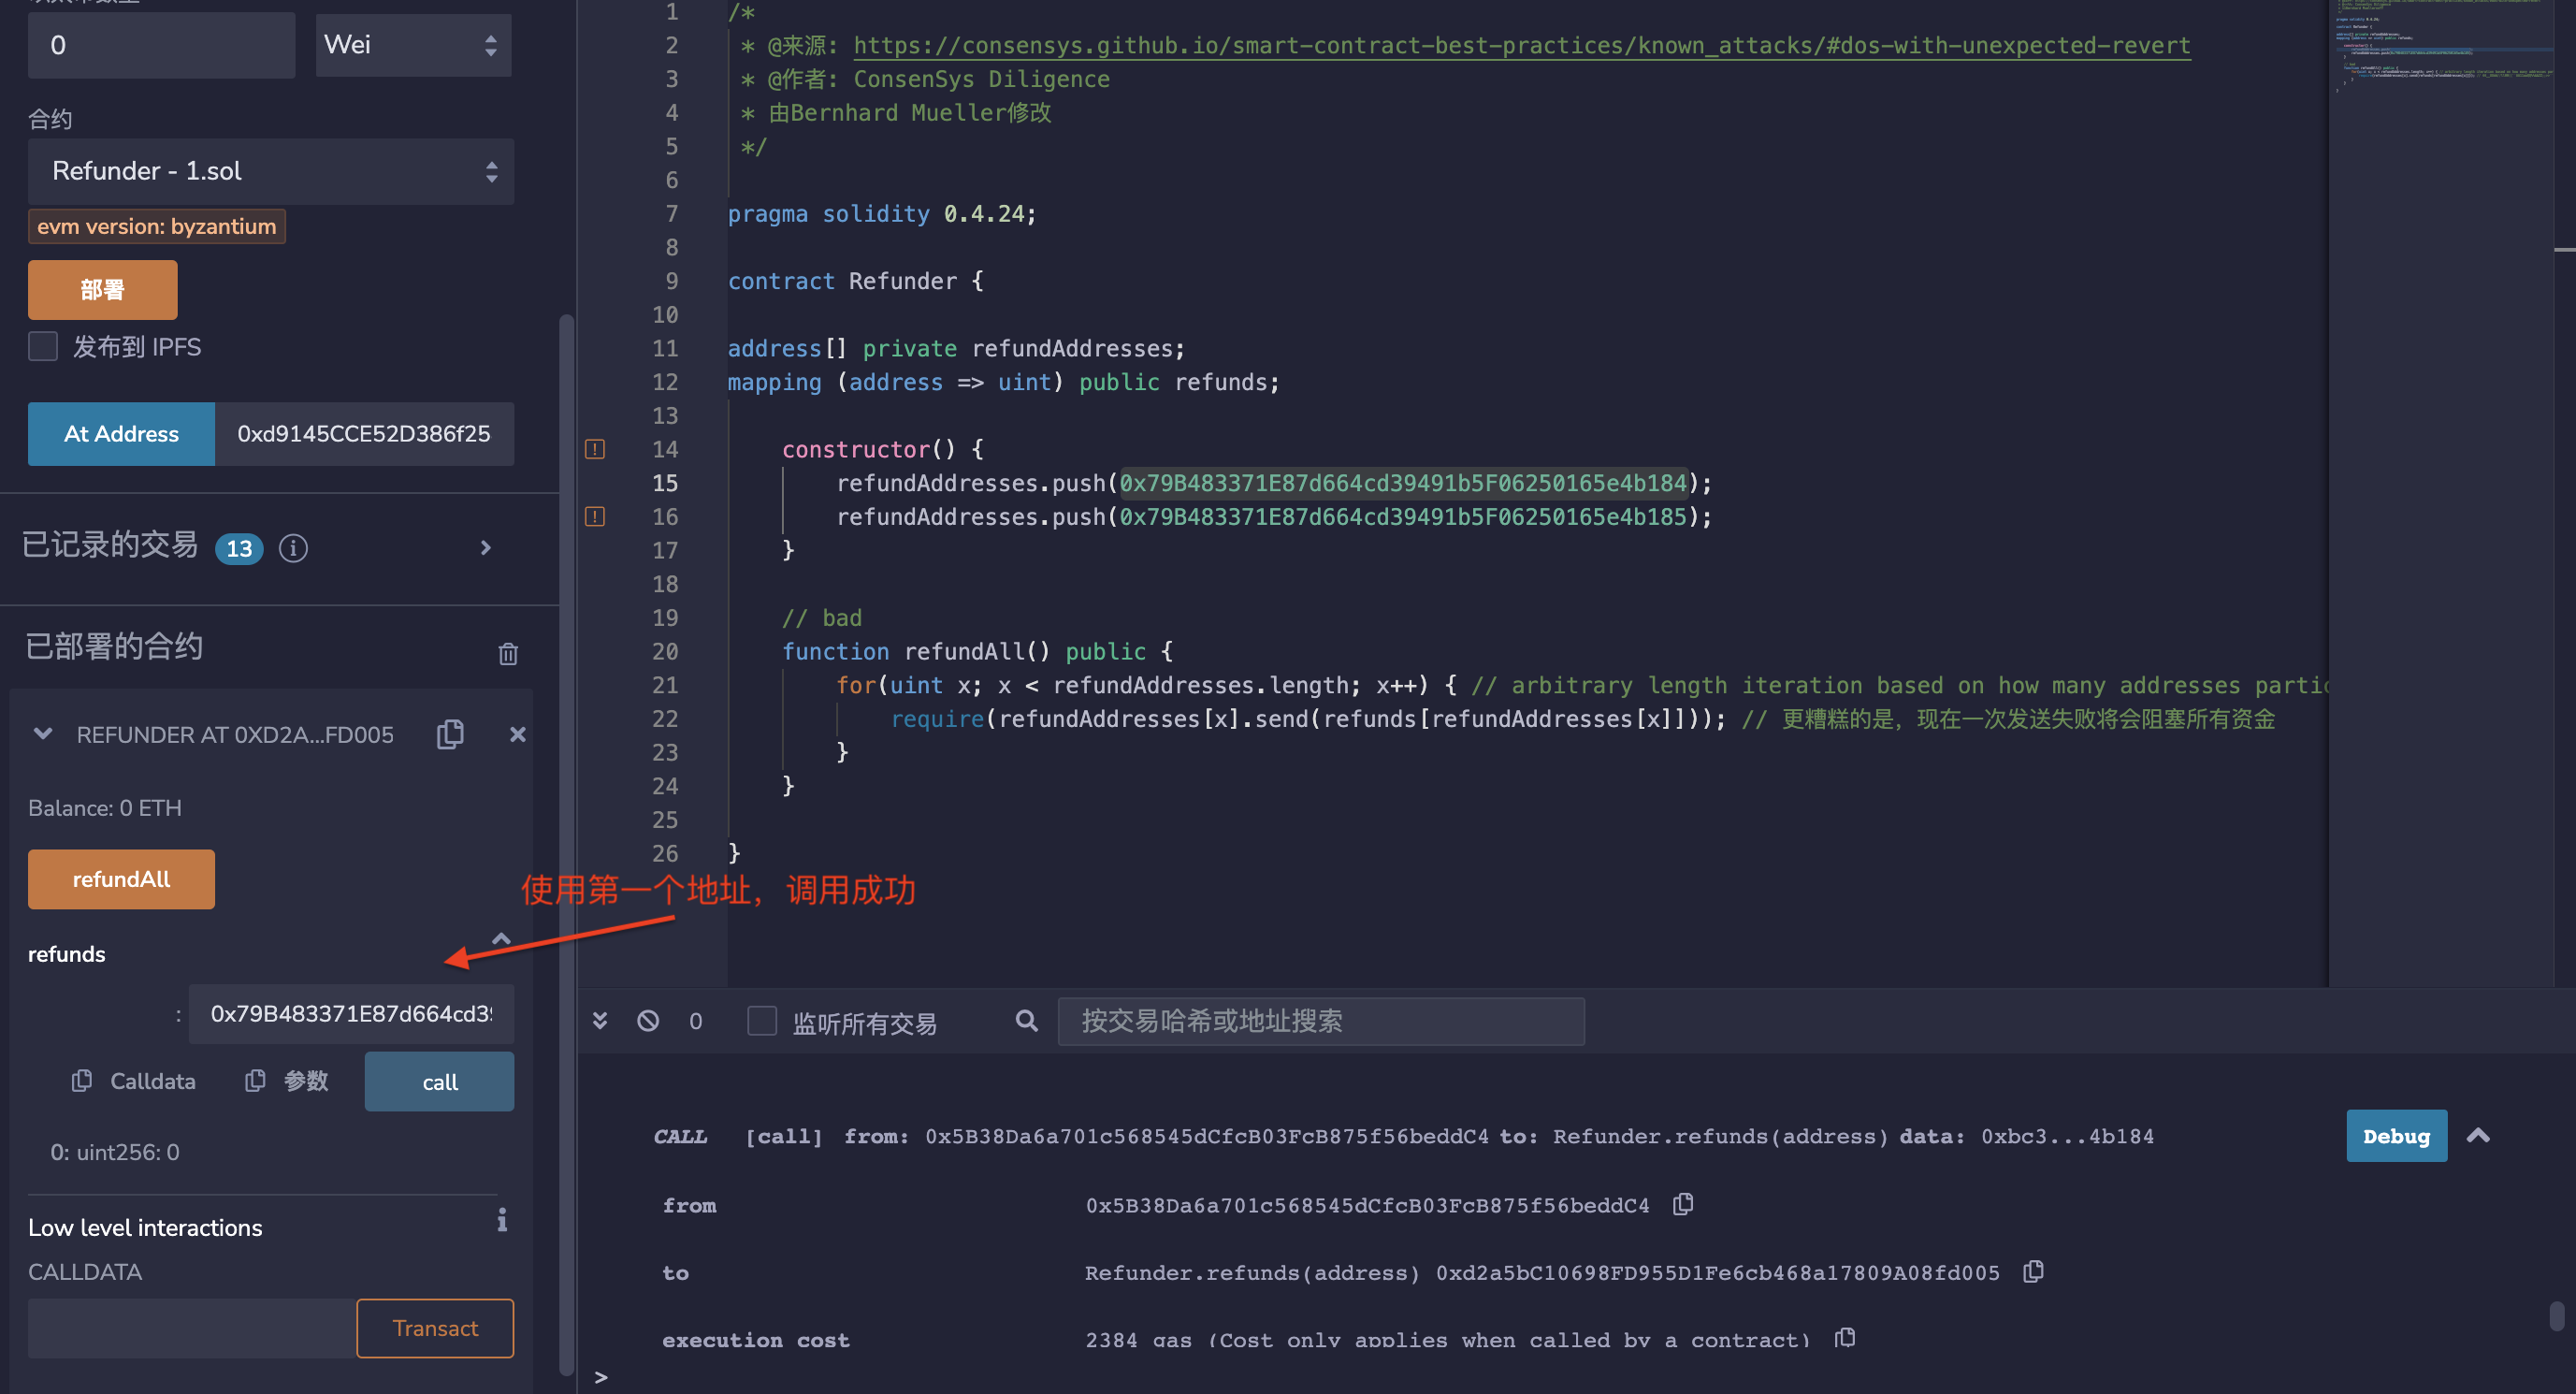 0
Wei
合约
Refunder - 1.sol
evm version: byzantium
部署
发布到 IPFS
At Address
0xd9145CCE52D386f25
已记录的交易 13
已部署的合约
REFUNDER AT 0XD2A...FD005
Balance: 0 ETH
refundAll
refunds
: 0x79B483371E87d664cd3
Calldata
参数
call
0: uint256: 0
Low level interactions
CALLDATA
Transact
1 /*
2 * @来源: https://consensys.github.io/smart-contract-best-practices/known_attacks/#dos-with-unexpected-revert
3 * @作者: ConsenSys Diligence
4 * 由Bernhard Mueller修改
5 */
6
7 pragma solidity 0.4.24;
8
9 contract Refunder {
10
11 address[] private refundAddresses;
12 mapping (address => uint) public refunds;
13
14 constructor() {
15 refundAddresses.push(0x79B483371E87d664cd39491b5F06250165e4b184);
16 refundAddresses.push(0x79B483371E87d664cd39491b5F06250165e4b185);
17 }
18
19 // bad
20 function refundAll() public {
21 for(uint x; x < refundAddresses.length; x++) { // arbitrary length iteration based on how many addresses partic
22 require(refundAddresses[x].send(refunds[refundAddresses[x]])); // 更糟糕的是，现在一次发送失败将会阻塞所有资金
23 }
24 }
25
26 }
使用第一个地址，调用成功
0
监听所有交易
按交易哈希或地址搜索
CALL [call] from: 0x5B38Da6a701c568545dCfcB03FcB875f56beddC4 to: Refunder.refunds(address) data: 0xbc3...4b184
Debug
from 0x5B38Da6a701c568545dCfcB03FcB875f56beddC4
to Refunder.refunds(address) 0xd2a5bC10698FD955D1Fe6cb468a17809A08fd005
execution cost 2384 gas (Cost only applies when called by a contract)
>